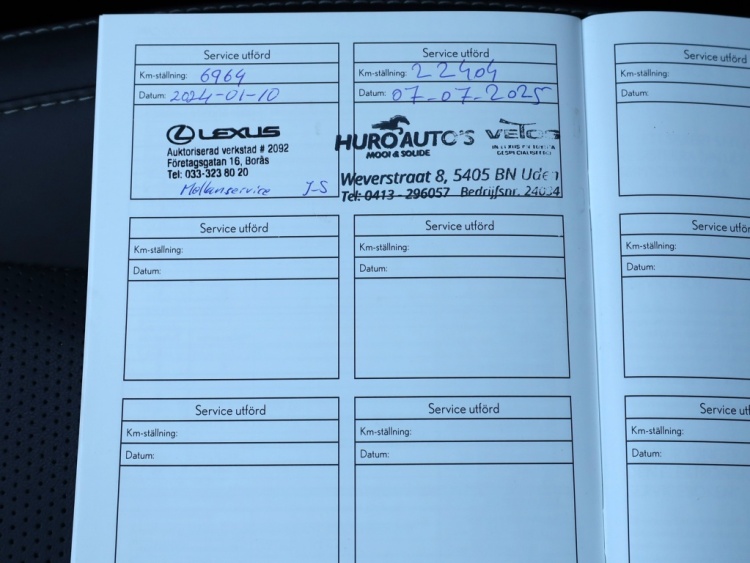 Service utförd
Km-ställning: 6964
Datum: 2024-01-10
LEXUS
Auktoriserad verkstad # 2092
Företagsgatan 16, Borås
Tel: 033-323 80 20
Mellanservice J-S
Service utförd
Km-ställning: 22404
Datum: 07-07-2025
HURO AUTO'S
MOOI & SOLIDE
Weverstraat 8, 5405 BN Uden
Tel: 0413 - 296057 Bedrijfsnr.
Service utförd
Km-ställning:
Datum:
Service utförd
Km-ställning:
Datum:
Service utförd
Km-ställning:
Datum:
Service utförd
Km-ställning:
Datum:
Service utförd
Km-ställning:
Datum:
Service utför
Km-ställning:
Datum:
Service utf
Km-ställning:
Datum: